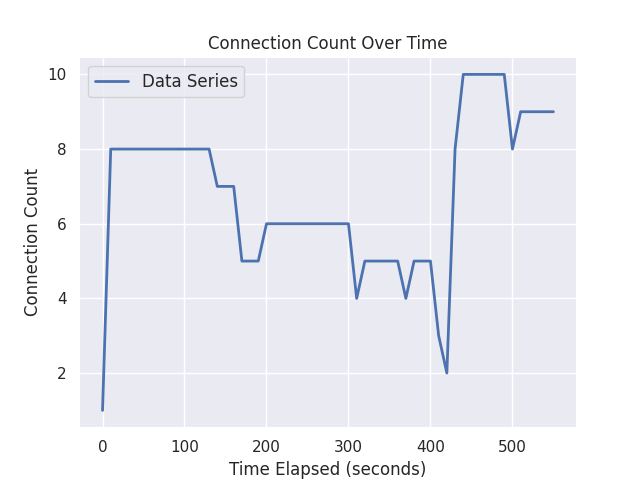 Connection Count Over Time
Data Series
10
8
6
4
2
Connection Count
0 100 200 300 400 500
Time Elapsed (seconds)